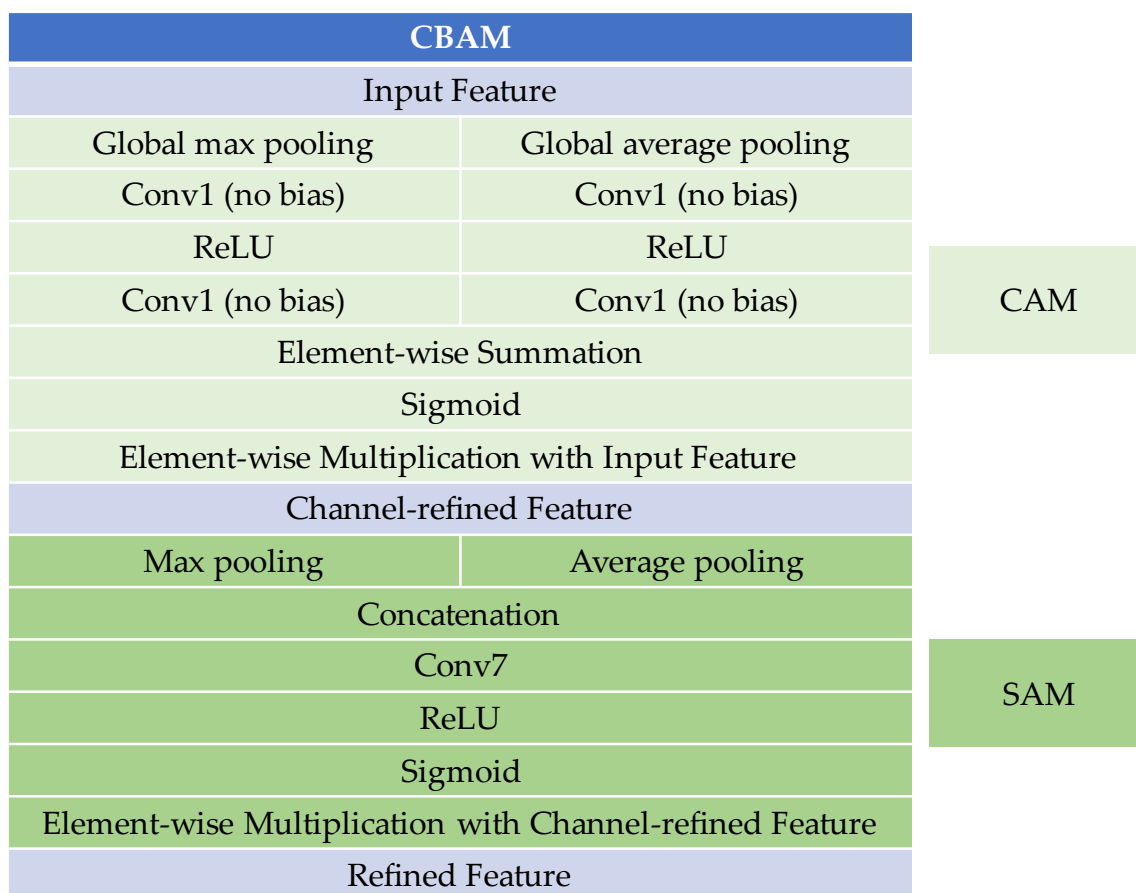 CBAM
Input Feature
Global max pooling
Global average pooling
Conv1 (no bias)
Conv1 (no bias)
ReLU
ReLU
Conv1 (no bias)
Conv1 (no bias)
CAM
Element-wise Summation
Sigmoid
Element-wise Multiplication with Input Feature
Channel-refined Feature
Max pooling
Average pooling
Concatenation
Conv7
ReLU
SAM
Sigmoid
Element-wise Multiplication with Channel-refined Feature
Refined Feature